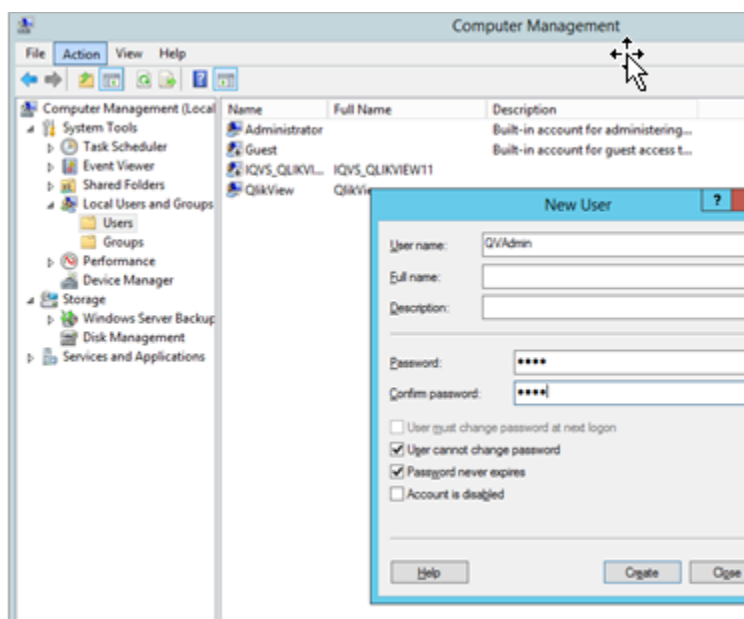 Computer Management
File Action View Help
Computer Management (Local
System Tools
Task Scheduler
Event Viewer
Shared Folders
Local Users and Groups
Users
Groups
Performance
Device Manager
Storage
Windows Server Backup
Disk Management
Services and Applications
Name Full Name Description
Administrator Built-in account for administering...
Guest Built-in account for guest access t...
IQVS_QLIKVI... IQVS_QLIKVIEW11
QlikView QlikVie
New User ?
User name: QVAdmin
Full name:
Description:
Password: ••••
Confirm password: ••••
User must change password at next logon
User cannot change password
Password never expires
Account is disabled
Help Create Close